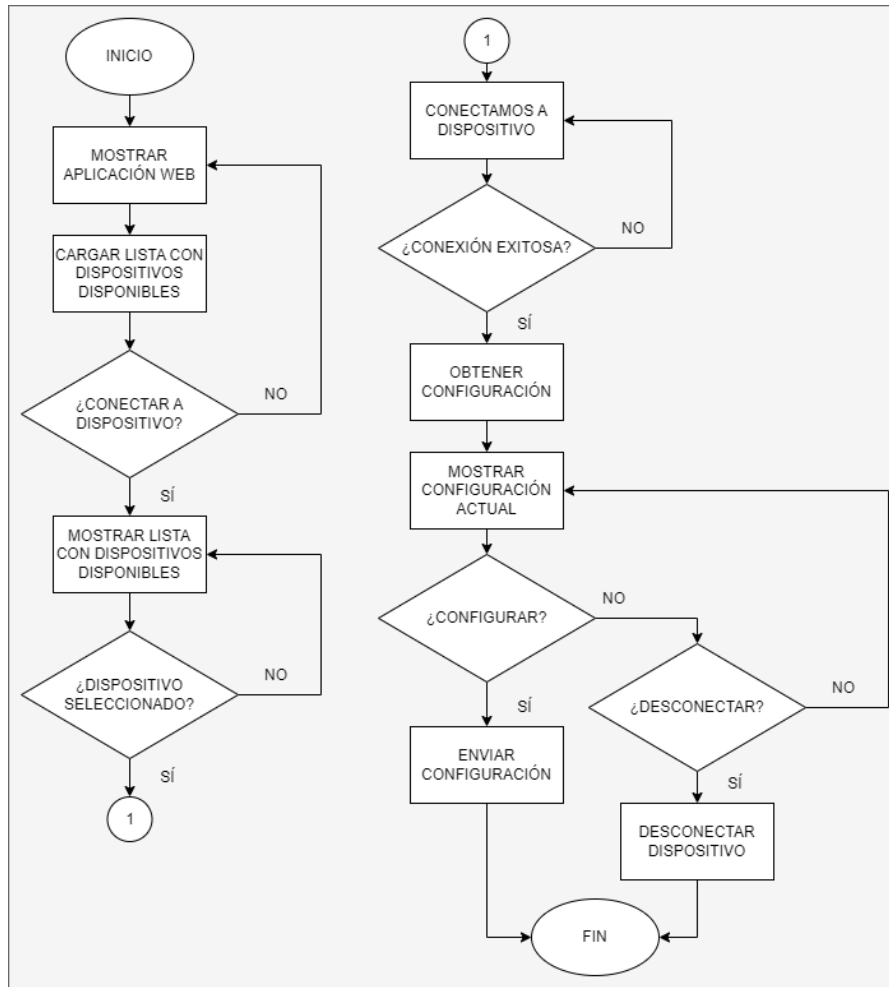 INICIO
MOSTRAR
APLICACIÓN WEB
CARGAR LISTA CON
DISPOSITIVOS
DISPONIBLES
¿CONECTAR A
DISPOSITIVO?
NO
SÍ
MOSTRAR LISTA
CON DISPOSITIVOS
DISPONIBLES
¿DISPOSITIVO
SELECCIONADO?
NO
SÍ
1
1
CONECTAMOS A
DISPOSITIVO
¿CONEXIÓN EXITOSA?
NO
SÍ
OBTENER
CONFIGURACIÓN
MOSTRAR
CONFIGURACIÓN
ACTUAL
¿CONFIGURAR?
NO
SÍ
ENVIAR
CONFIGURACIÓN
¿DESCONECTAR?
NO
SÍ
DESCONECTAR
DISPOSITIVO
FIN